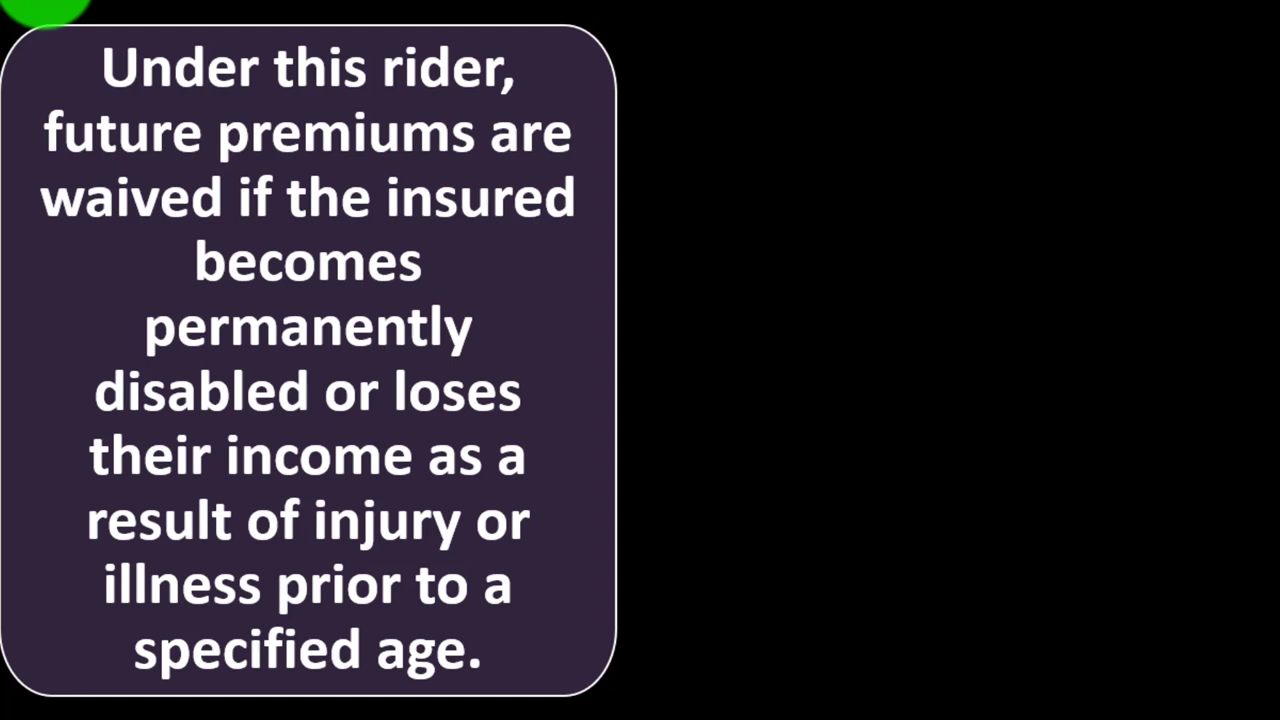 Under this rider,
future premiums are
waived if the insured
becomes
permanently
disabled or loses
their income as a
result of injury or
illness prior to a
specified age.